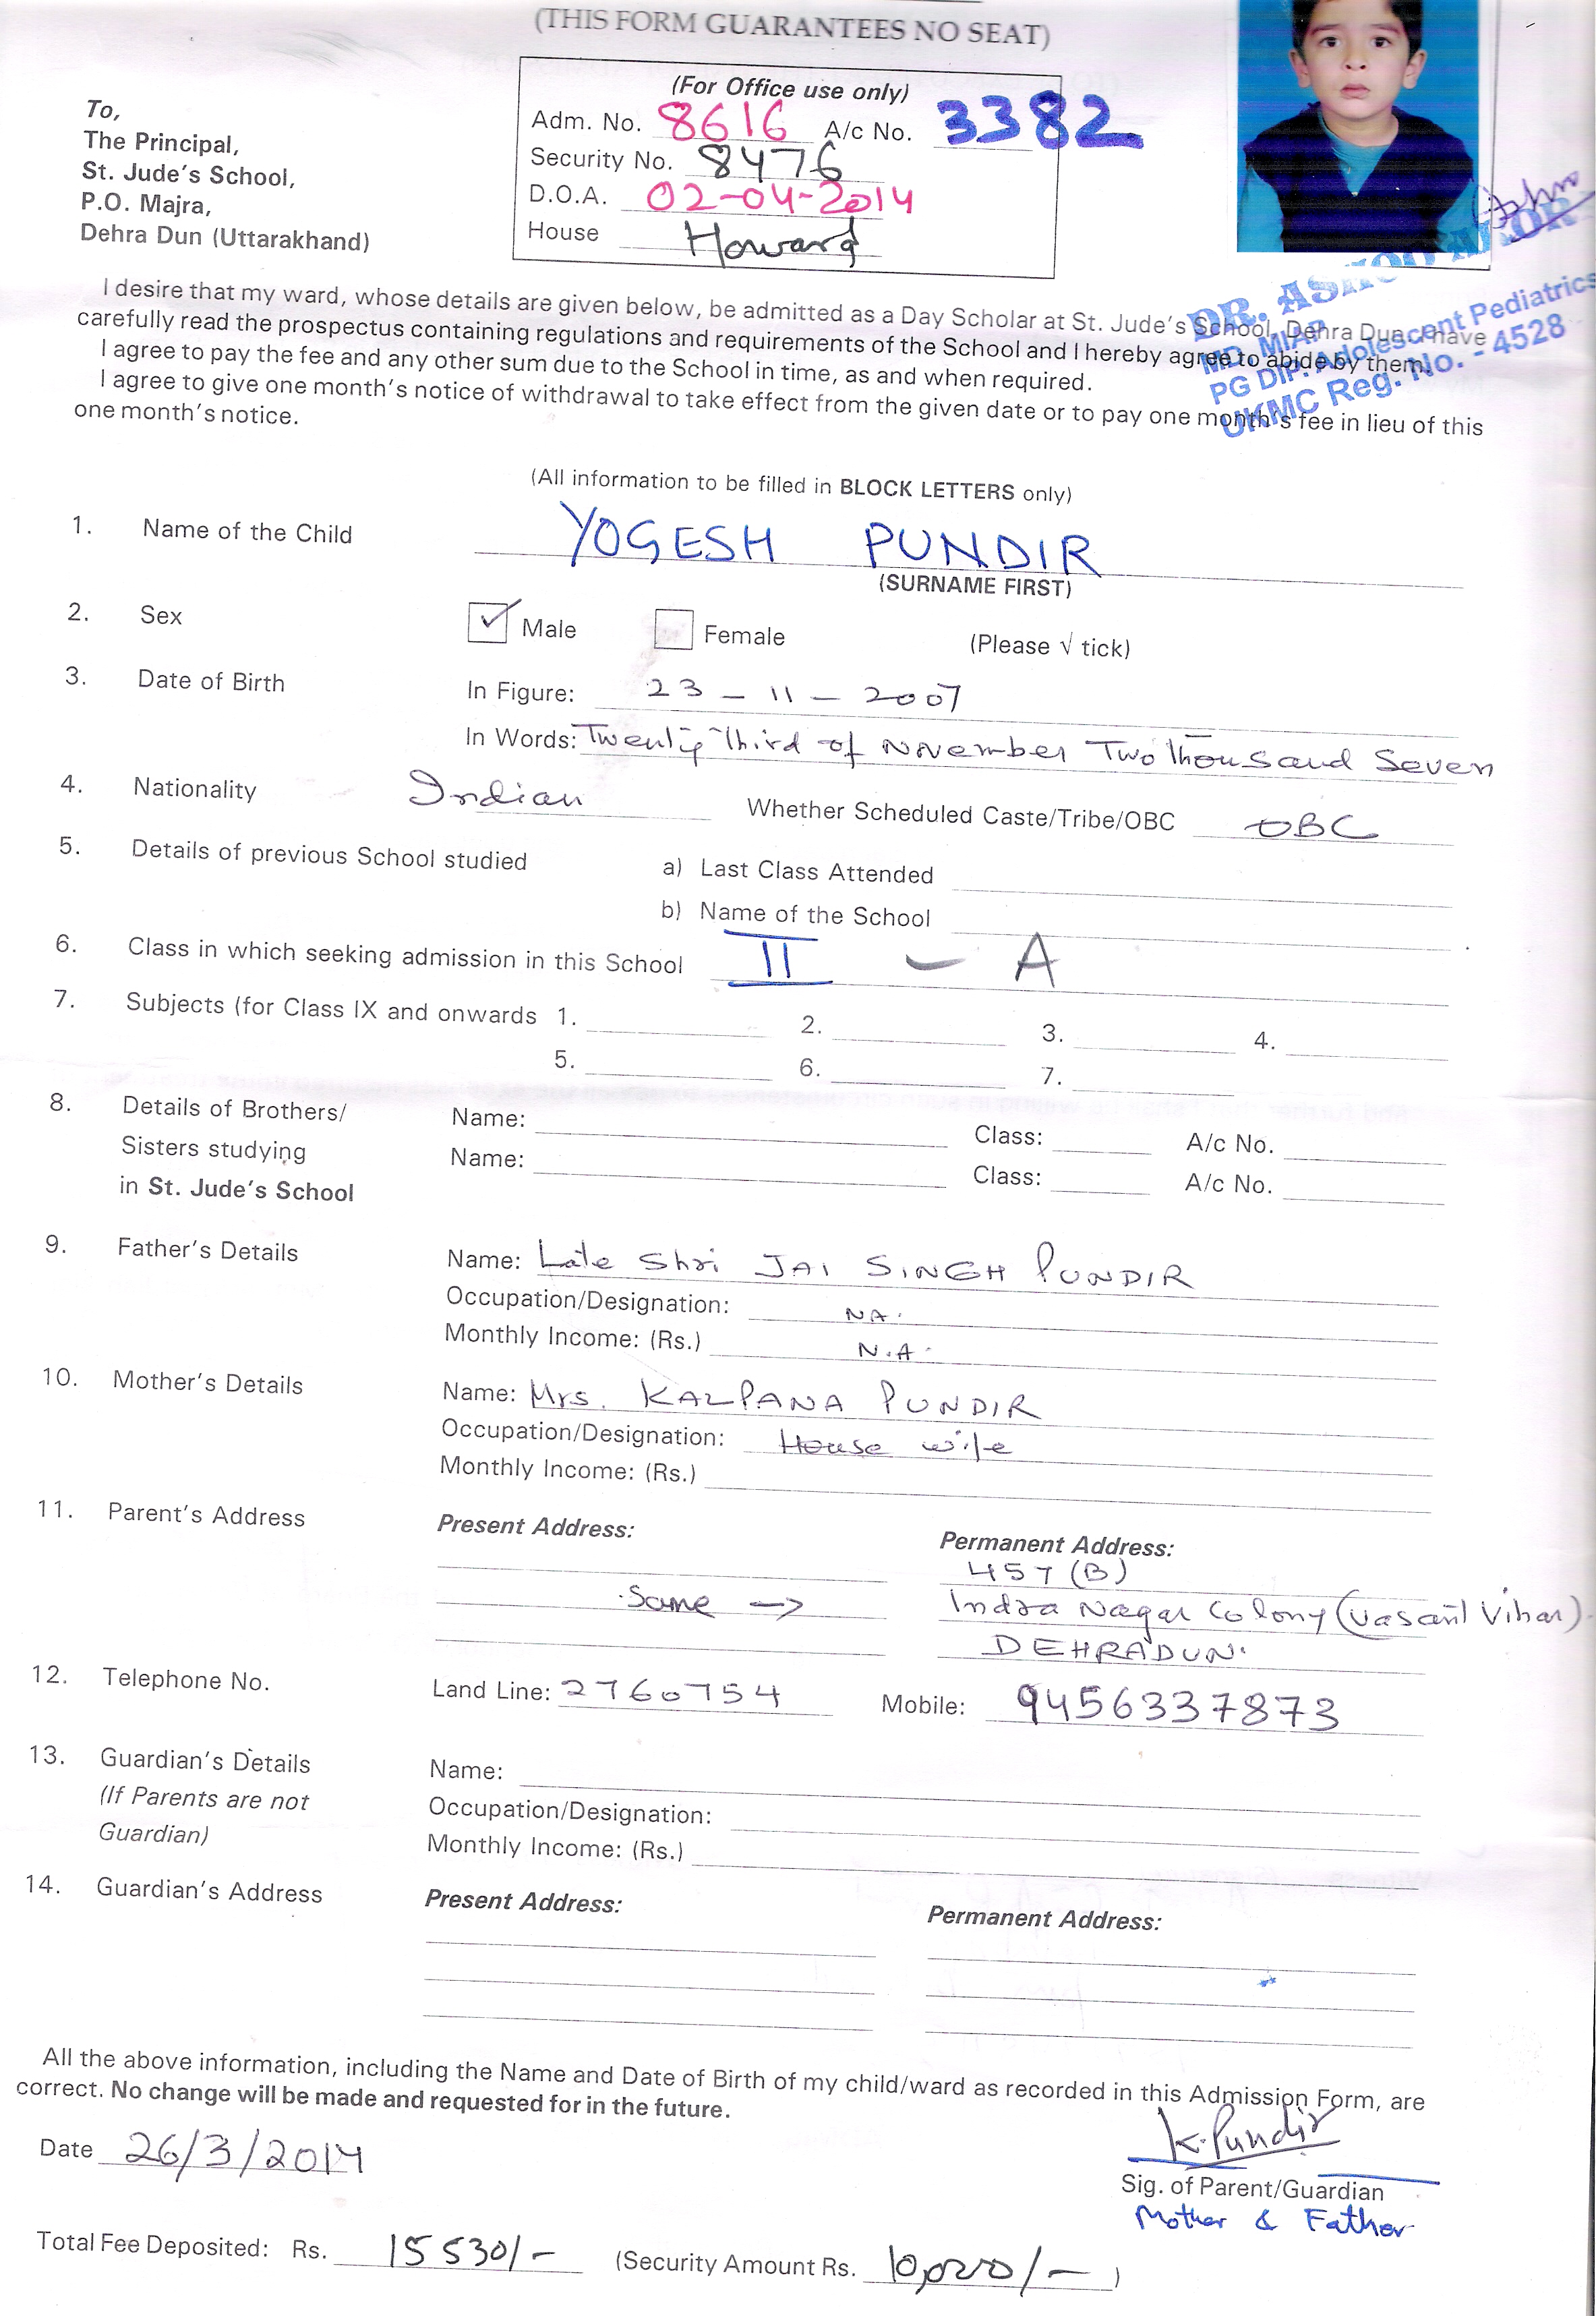 (THIS FORM GUARANTEES NO SEAT)
To,
The Principal,
St. Jude's School,
P.O. Majra,
Dehra Dun (Uttarakhand)
(For Office use only)
Adm. No. 8616 A/c No. 3382
Security No. 8476
D.O.A. 02-04-2014
House Howard
DR. ASHOO
MD, MIAP
PG DIP. Adolescent Pediatrics
UKMC Reg. No. - 4528
I desire that my ward, whose details are given below, be admitted as a Day Scholar at St. Jude's School, Dehra Dun. I have
carefully read the prospectus containing regulations and requirements of the School and I hereby agree to abide by them.
I agree to pay the fee and any other sum due to the School in time, as and when required.
I agree to give one month's notice of withdrawal to take effect from the given date or to pay one month's fee in lieu of this
one month's notice.
(All information to be filled in BLOCK LETTERS only)
1. Name of the Child YOGESH PUNDIR
(SURNAME FIRST)
2. Sex ✓ Male Female (Please √ tick)
3. Date of Birth In Figure: 23 - 11 - 2007
In Words: Twenty Third of November Two Thousand Seven
4. Nationality Indian Whether Scheduled Caste/Tribe/OBC OBC
5. Details of previous School studied a) Last Class Attended
b) Name of the School
6. Class in which seeking admission in this School II - A
7. Subjects (for Class IX and onwards 1. 2. 3. 4.
5. 6. 7.
8. Details of Brothers/ Name: Class: A/c No.
Sisters studying Name: Class: A/c No.
in St. Jude's School
9. Father's Details Name: Late Shri JAI SINGH PUNDIR
Occupation/Designation: NA.
Monthly Income: (Rs.) N.A.
10. Mother's Details Name: Mrs. KALPANA PUNDIR
Occupation/Designation: House wife
Monthly Income: (Rs.)
11. Parent's Address Present Address: Permanent Address:
457 (B)
Same → Indra Nagar Colony (Vasant Vihar).
DEHRADUN.
12. Telephone No. Land Line: 2760754 Mobile: 9456337873
13. Guardian's Details Name:
(If Parents are not Occupation/Designation:
Guardian) Monthly Income: (Rs.)
14. Guardian's Address Present Address: Permanent Address:
All the above information, including the Name and Date of Birth of my child/ward as recorded in this Admission Form, are
correct. No change will be made and requested for in the future.
Date 26/3/2014 K. Pundir
Sig. of Parent/Guardian
Mother & Father
Total Fee Deposited: Rs. 15530/- (Security Amount Rs. 10,000/- )